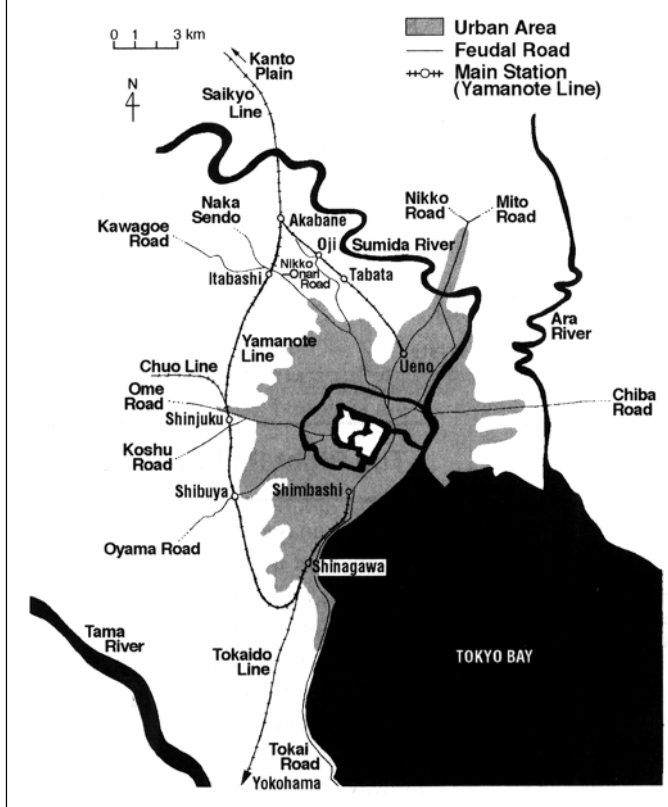 0 1 3 km
Urban Area
Feudal Road
Main Station
(Yamanote Line)
Kanto
Plain
N
Saikyo
Line
Naka
Sendo
Kawagoe
Road
Akabane
Nikko
Road
Mito
Road
Oji
Sumida River
Itabashi
Nikko
Onari
Road
Tabata
Ara
River
Yamanote
Line
Ueno
Chuo Line
Ome
Road
Chiba
Road
Shinjuku
Koshu
Road
Shibuya
Shimbashi
Oyama Road
Shinagawa
Tama
River
Tokaido
Line
TOKYO BAY
Tokai
Road
Yokohama